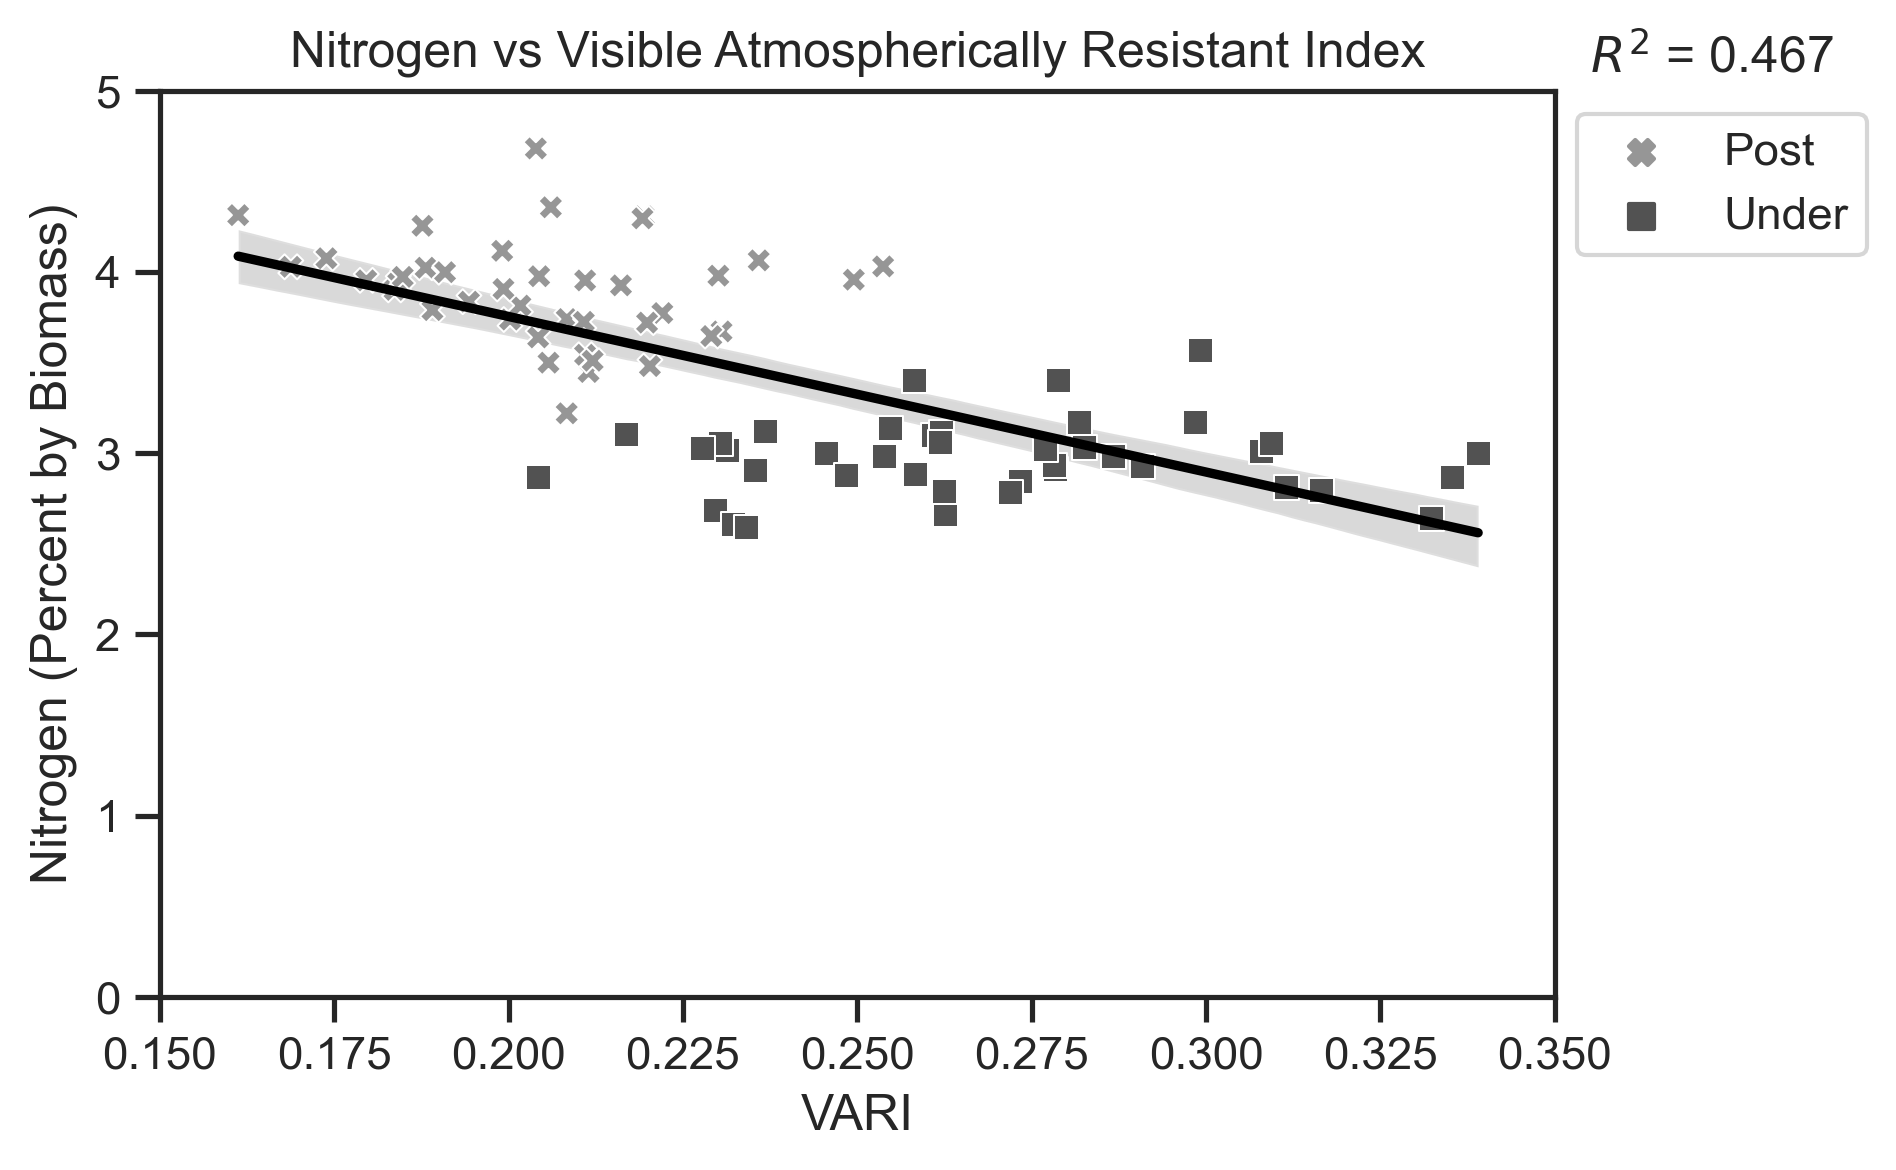 Nitrogen vs Visible Atmospherically Resistant Index
R² = 0.467
Post
Under
Nitrogen (Percent by Biomass)
5
4
3
2
1
0
0.150 0.175 0.200 0.225 0.250 0.275 0.300 0.325 0.350
VARI